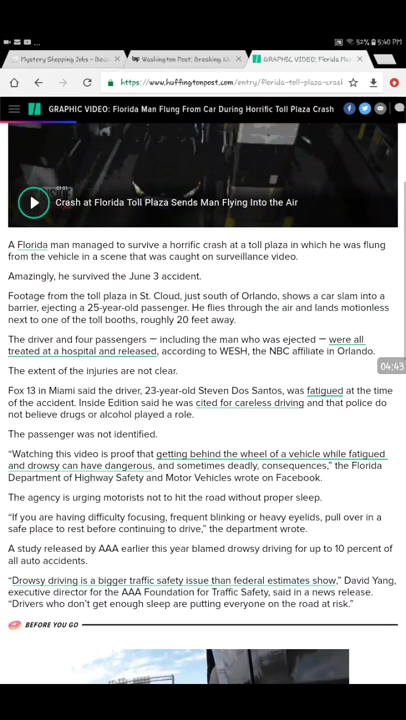 52% 5:40 PM
Mystery Shopping Jobs – Bes
Washington Post: Breaking
GRAPHIC VIDEO: Florida M
https://www.huffingtonpost.com/entry/florida-toll-plaza-crash
GRAPHIC VIDEO: Florida Man Flung From Car During Horrific Toll Plaza Crash
01:01
Crash at Florida Toll Plaza Sends Man Flying Into the Air
A Florida man managed to survive a horrific crash at a toll plaza in which he was flung
from the vehicle in a scene that was caught on surveillance video.
Amazingly, he survived the June 3 accident.
Footage from the toll plaza in St. Cloud, just south of Orlando, shows a car slam into a
barrier, ejecting a 25-year-old passenger. He flies through the air and lands motionless
next to one of the toll booths, roughly 20 feet away.
The driver and four passengers — including the man who was ejected — were all
treated at a hospital and released, according to WESH, the NBC affiliate in Orlando.
The extent of the injuries are not clear.
04:43
Fox 13 in Miami said the driver, 23-year-old Steven Dos Santos, was fatigued at the time
of the accident. Inside Edition said he was cited for careless driving and that police do
not believe drugs or alcohol played a role.
The passenger was not identified.
“Watching this video is proof that getting behind the wheel of a vehicle while fatigued
and drowsy can have dangerous, and sometimes deadly, consequences,” the Florida
Department of Highway Safety and Motor Vehicles wrote on Facebook.
The agency is urging motorists not to hit the road without proper sleep.
“If you are having difficulty focusing, frequent blinking or heavy eyelids, pull over in a
safe place to rest before continuing to drive,” the department wrote.
A study released by AAA earlier this year blamed drowsy driving for up to 10 percent of
all auto accidents.
“Drowsy driving is a bigger traffic safety issue than federal estimates show,” David Yang,
executive director for the AAA Foundation for Traffic Safety, said in a news release.
“Drivers who don’t get enough sleep are putting everyone on the road at risk.”
BEFORE YOU GO